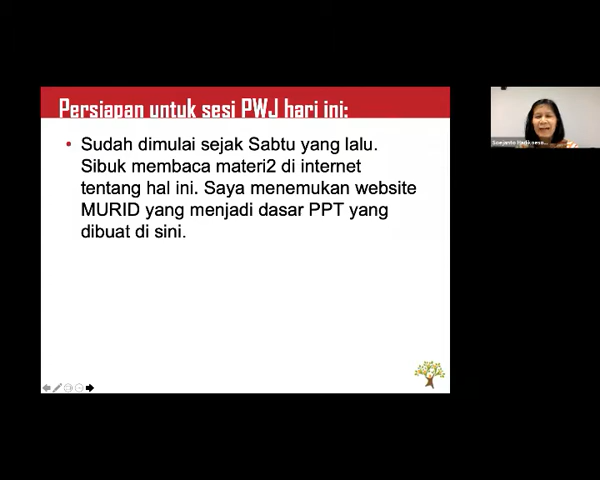 Persiapan untuk sesi PWJ hari ini:
• Sudah dimulai sejak Sabtu yang lalu.
Sibuk membaca materi2 di internet
tentang hal ini. Saya menemukan website
MURID yang menjadi dasar PPT yang
dibuat di sini.